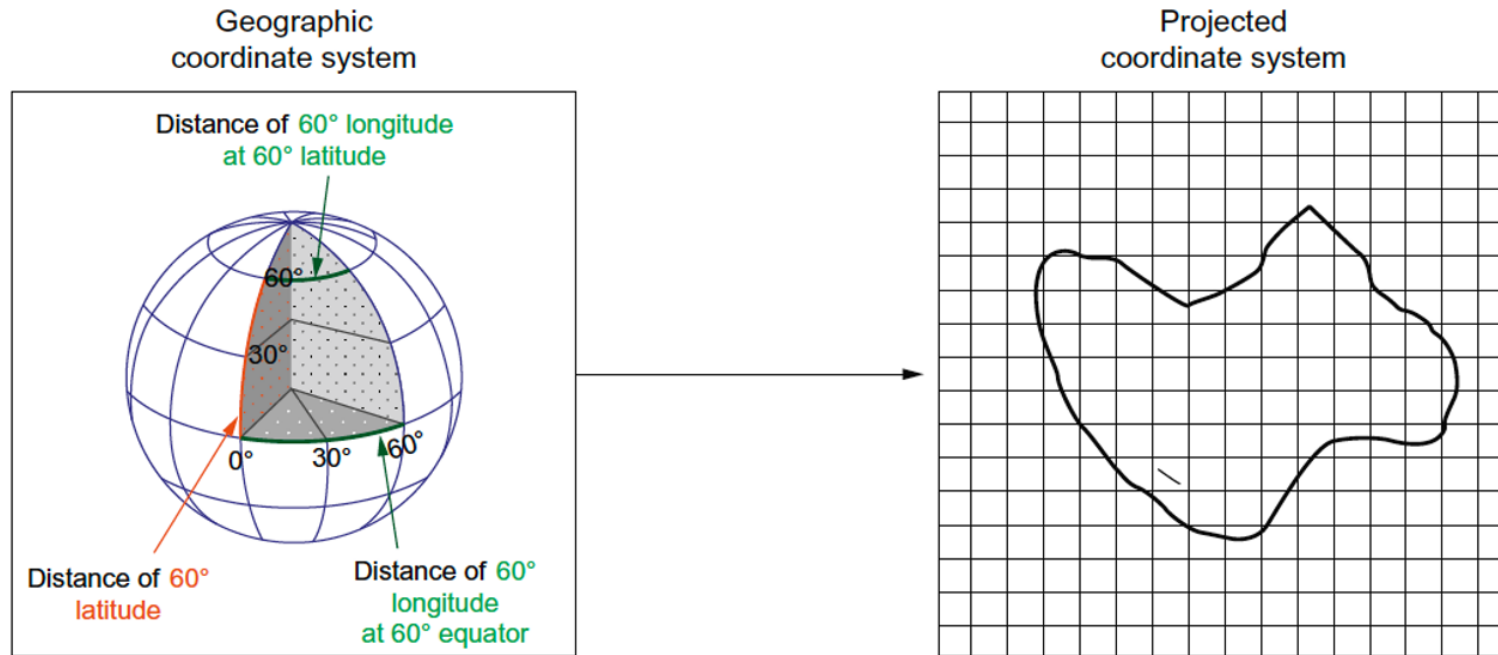 Geographic
coordinate system
Projected
coordinate system
Distance of 60° longitude
at 60° latitude
60°
30°
0°
30°
60°
Distance of 60°
latitude
Distance of 60°
longitude
at 60° equator